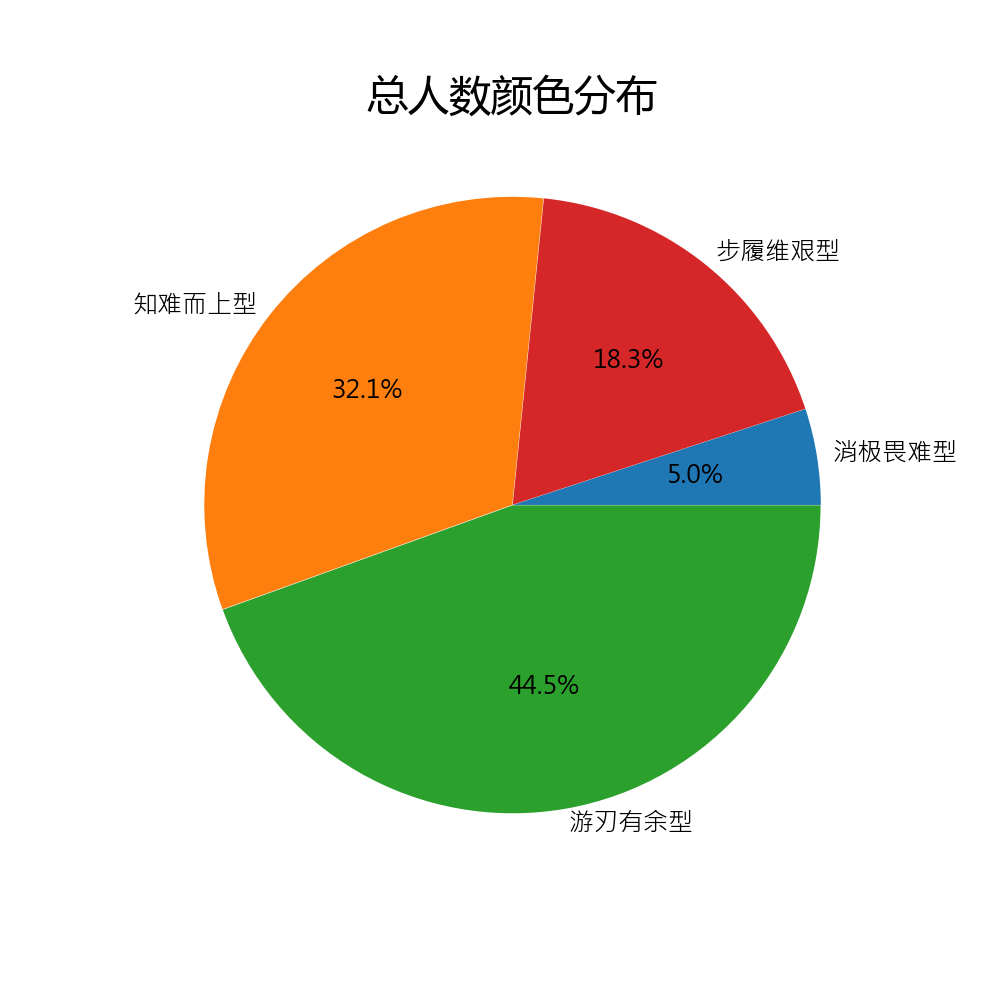 总人数颜色分布
步履维艰型
知难而上型
18.3%
32.1%
消极畏难型
5.0%
44.5%
游刃有余型